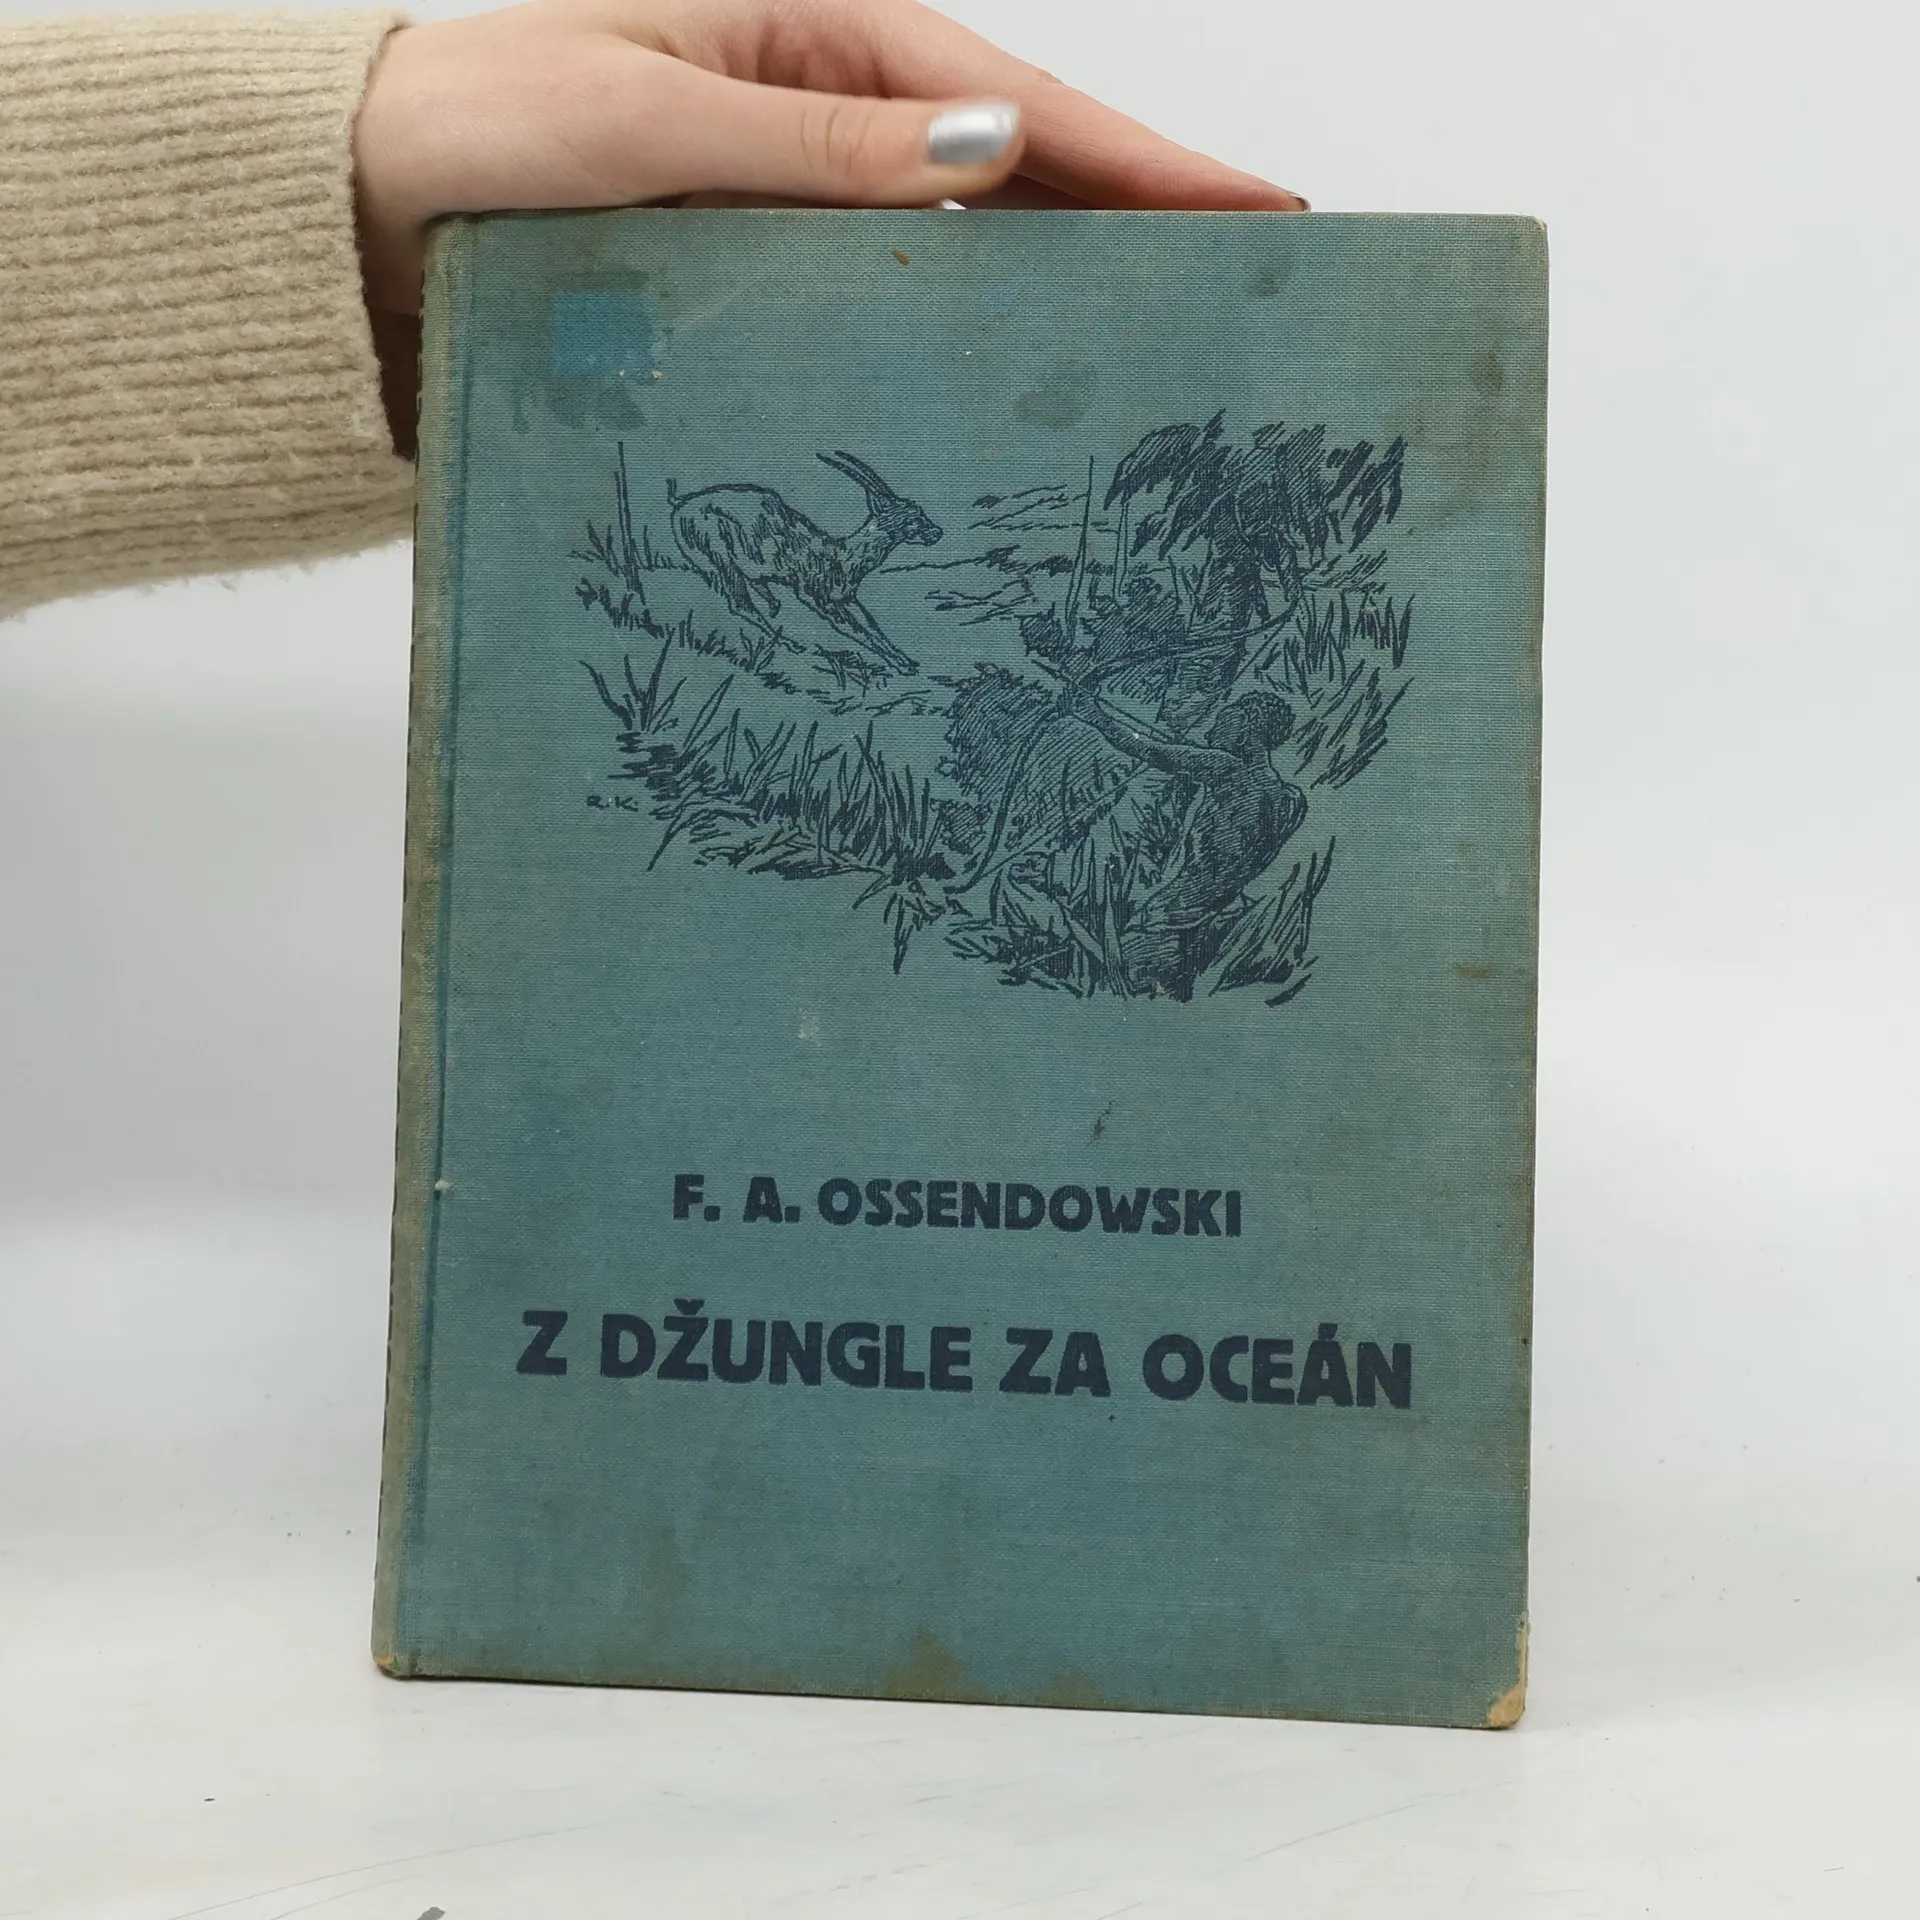 R.K.
F. A. OSSENDOWSKI
Z DŽUNGLE ZA OCEÁN